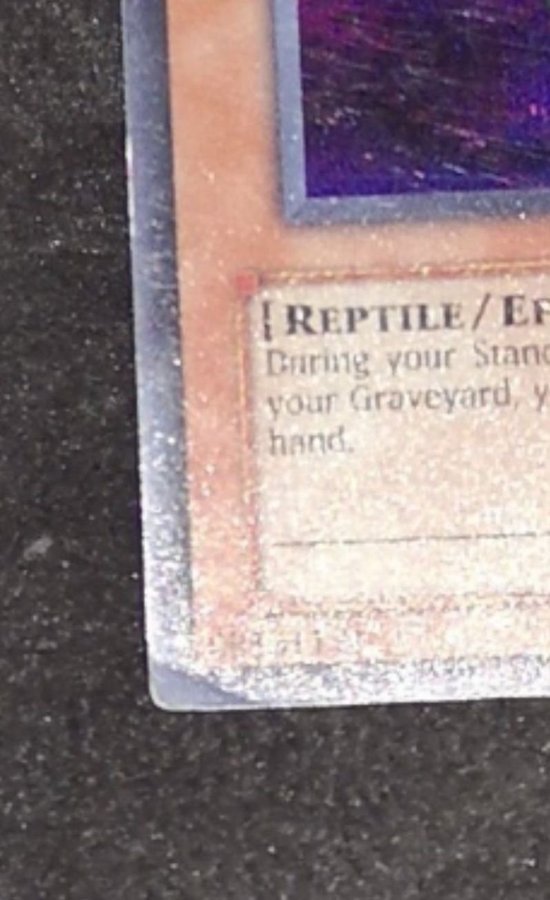 [REPTILE/EF
During your Stand
your Graveyard, y
hand.